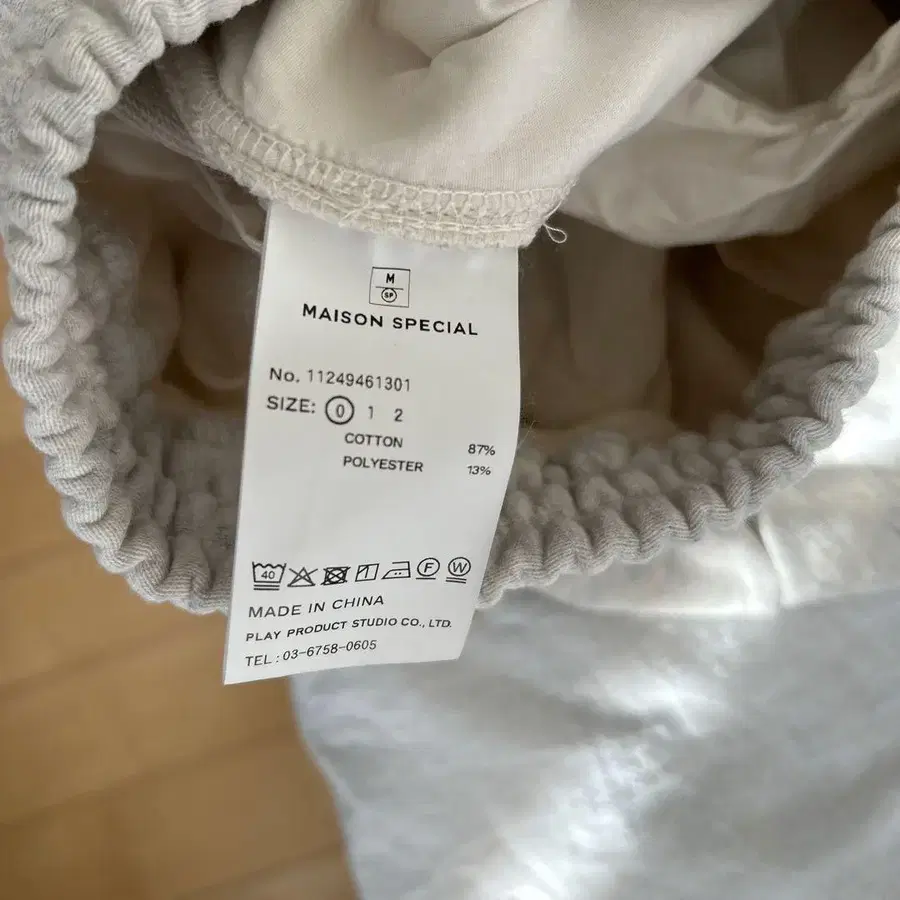 M
SP
MAISON SPECIAL
No. 11249461301
SIZE: 0 1 2
COTTON 87%
POLYESTER 13%
40 F W
MADE IN CHINA
PLAY PRODUCT STUDIO CO., LTD.
TEL : 03-6758-0605